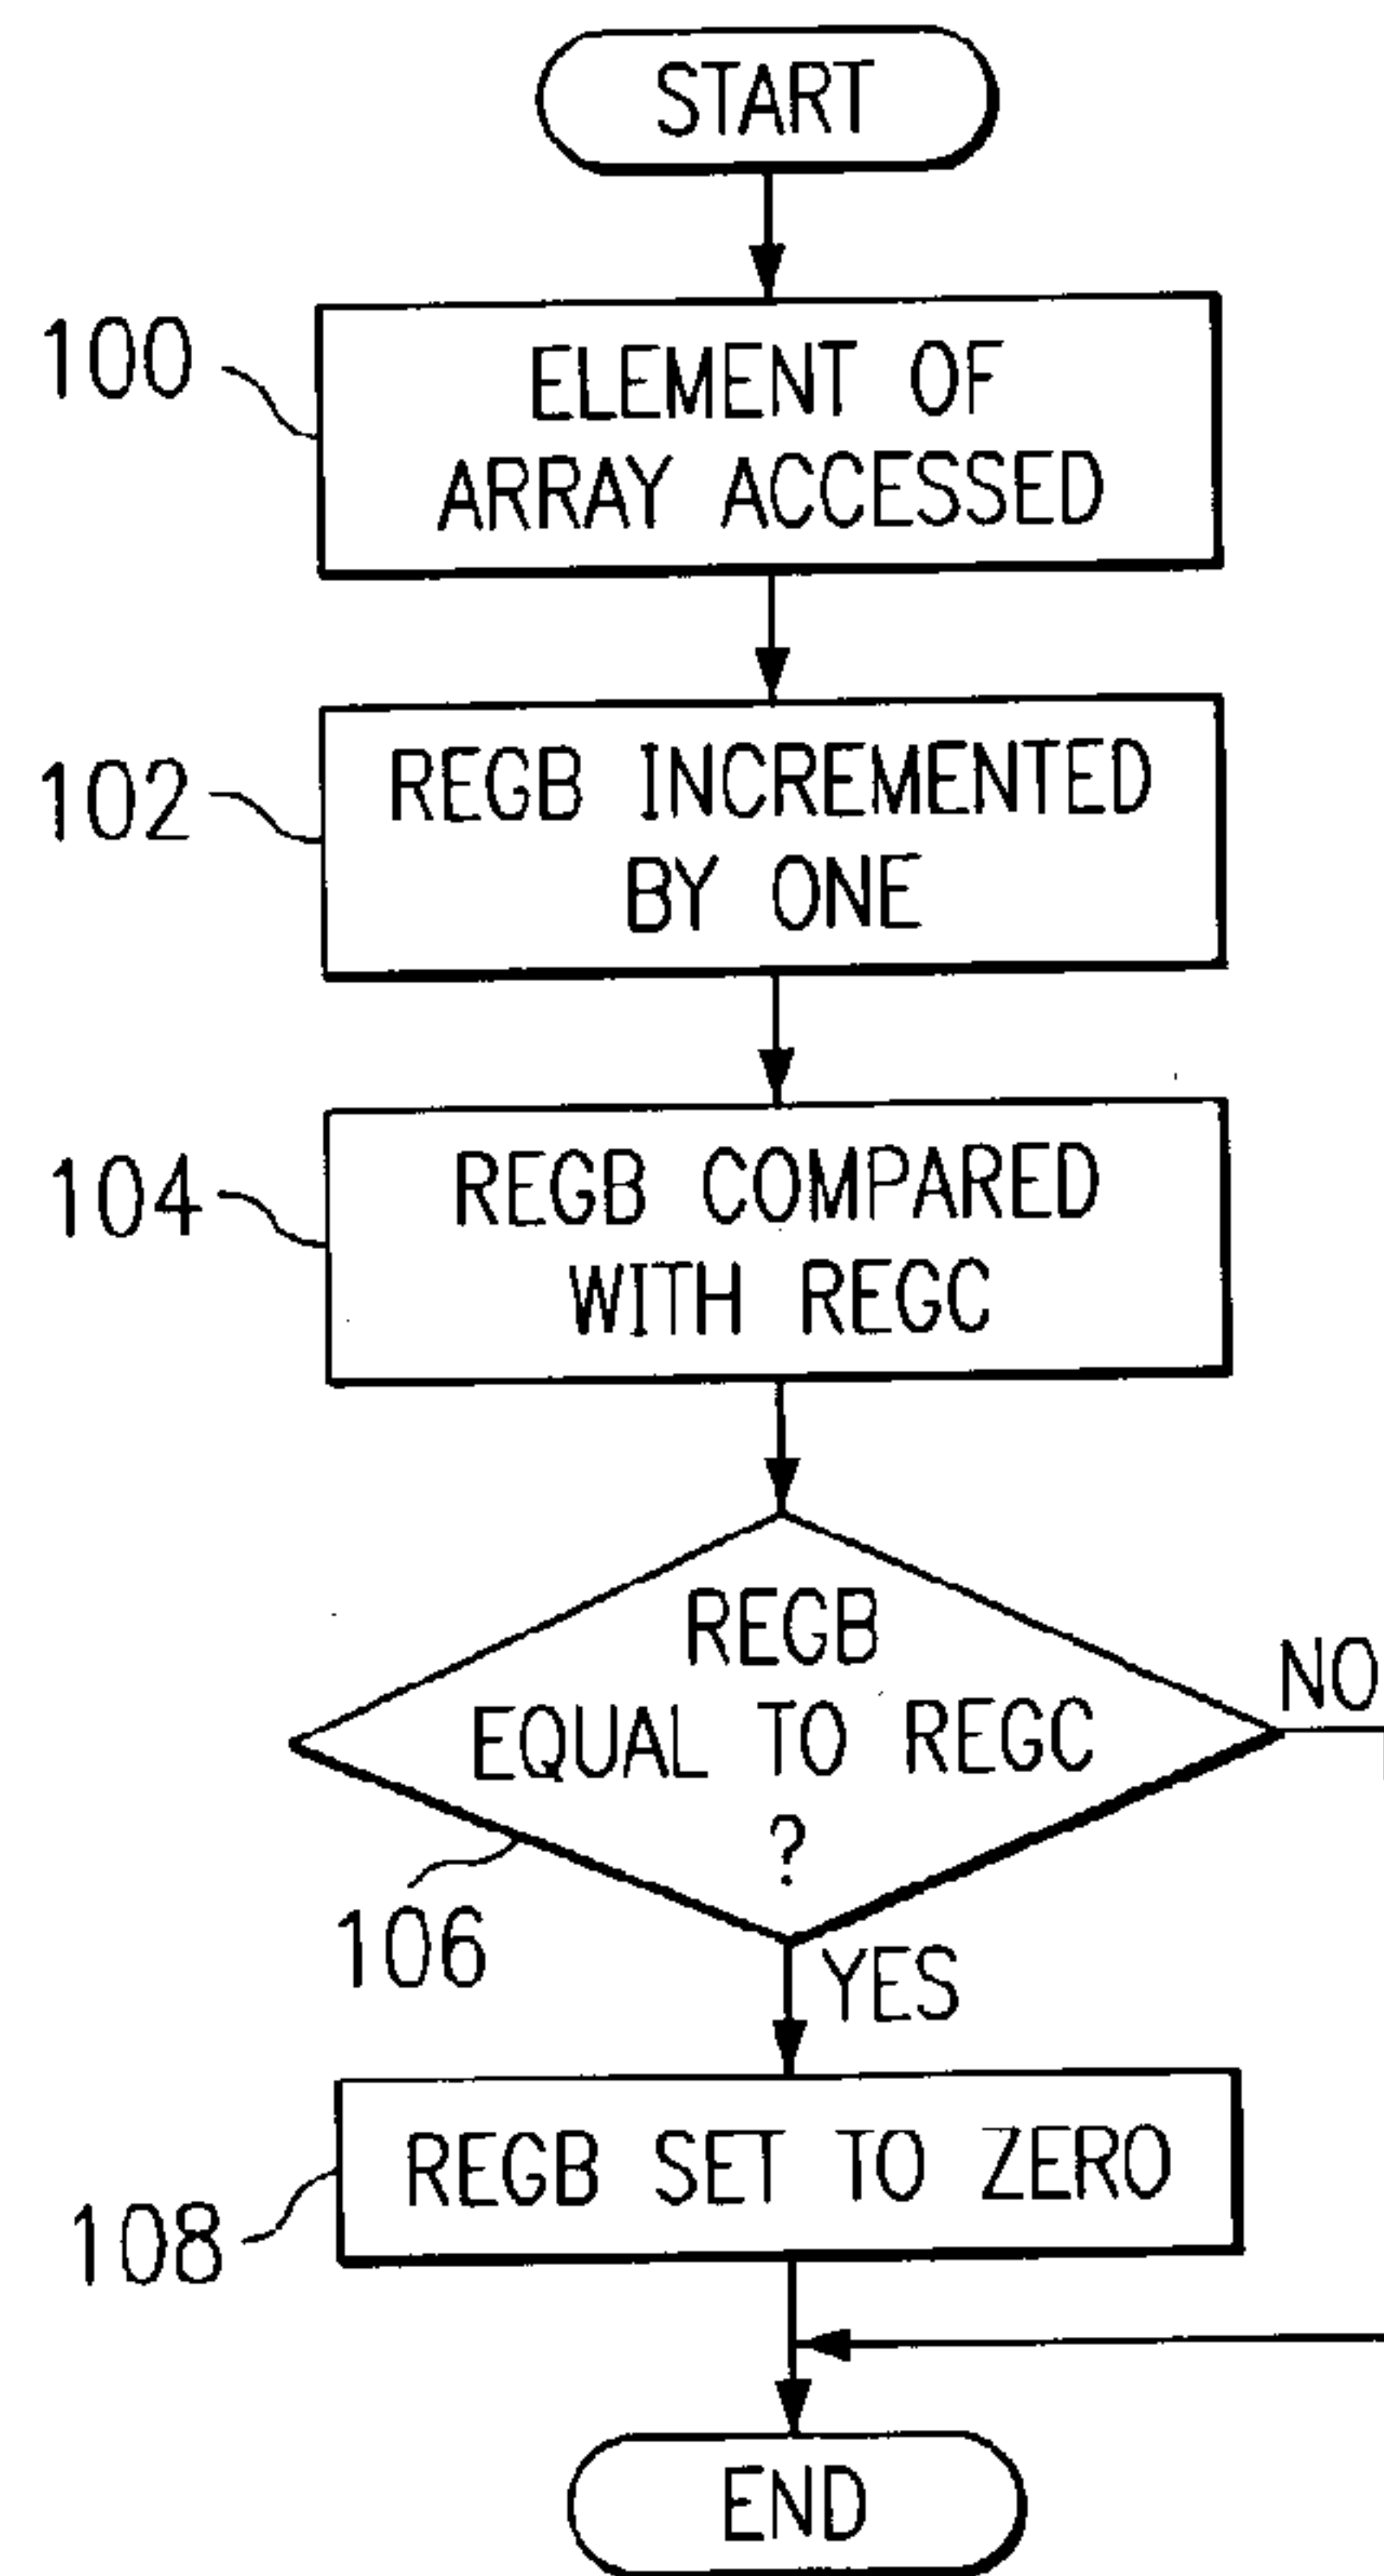 START
100
ELEMENT OF
ARRAY ACCESSED
102
REGB INCREMENTED
BY ONE
104
REGB COMPARED
WITH REGC
REGB
EQUAL TO REGC
?
NO
106
YES
REGB SET TO ZERO
108
END